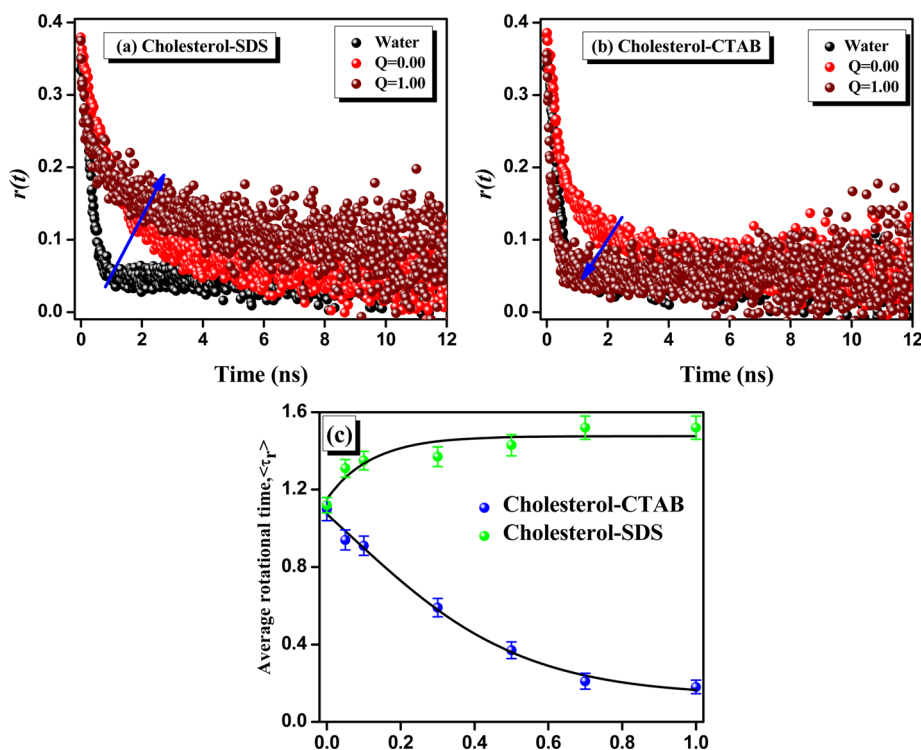 (a) Cholesterol-SDS
Water
Q=0.00
Q=1.00
0.4
0.3
0.2
0.1
0.0
r(t)
0 2 4 6 8 10 12
Time (ns)
(b) Cholesterol-CTAB
Water
Q=0.00
Q=1.00
0.4
0.3
0.2
0.1
0.0
r(t)
0 2 4 6 8 10 12
Time (ns)
(c)
1.6
1.2
0.8
0.4
0.0
Average rotational time,<τr>
Cholesterol-CTAB
Cholesterol-SDS
0.0 0.2 0.4 0.6 0.8 1.0